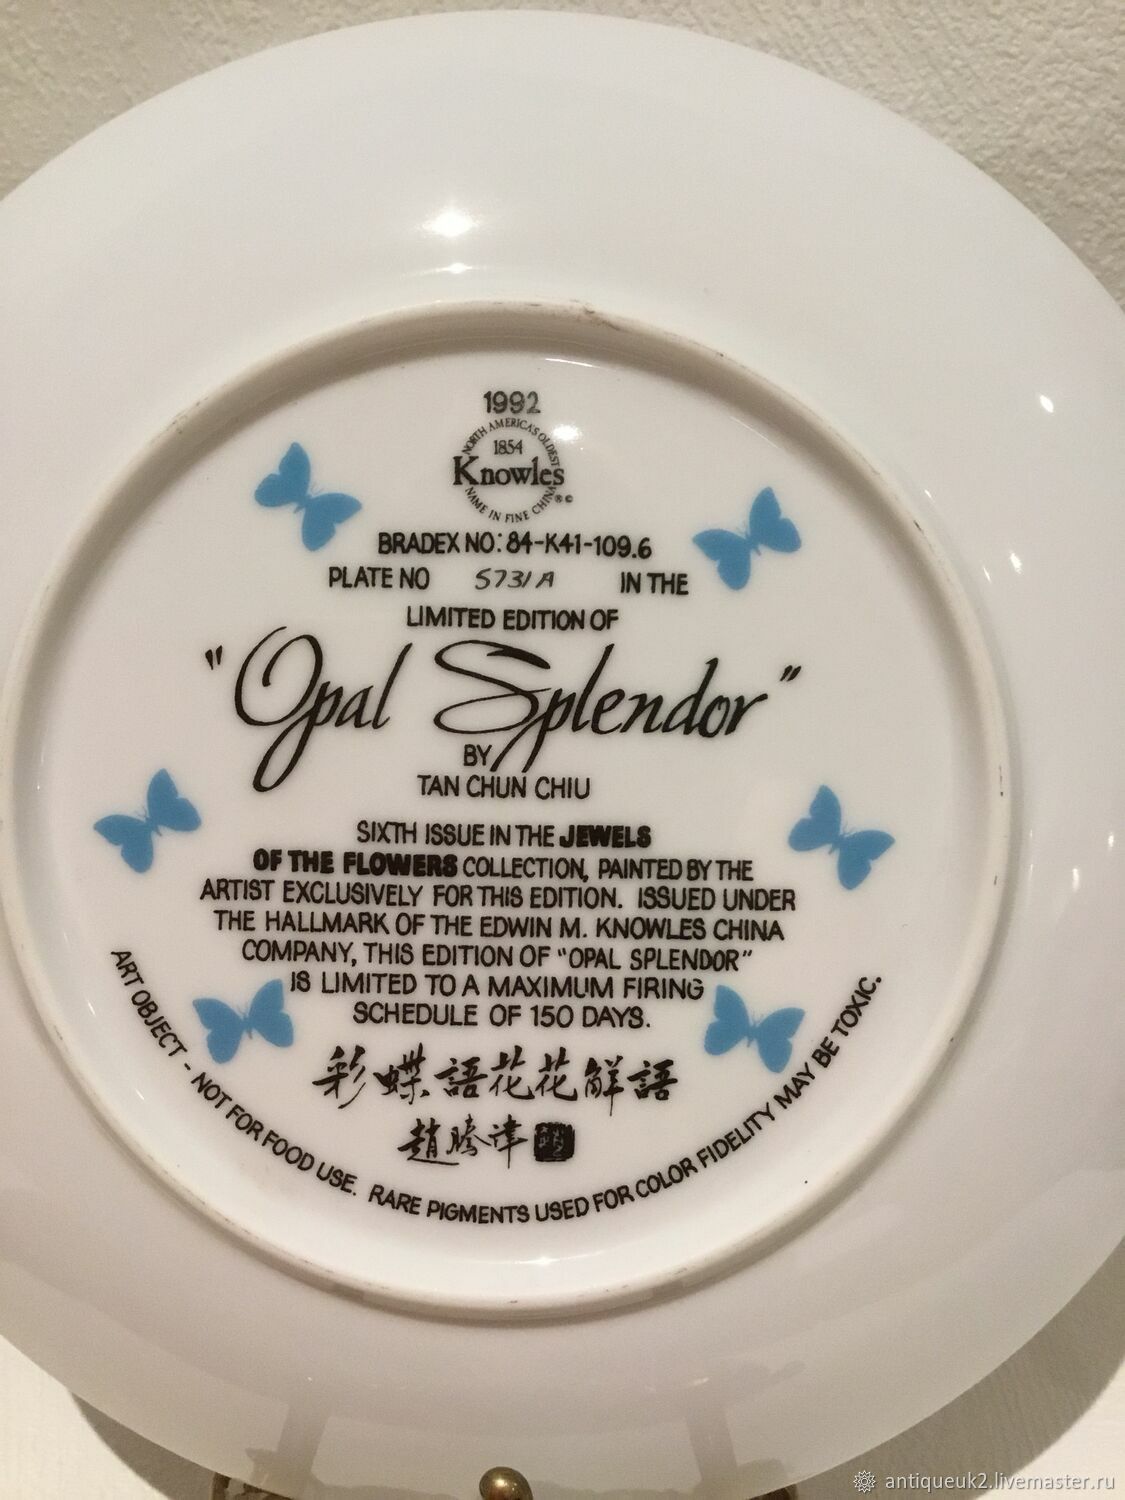 1992
NORTH AMERICA'S OLDEST
1854
Knowles
NAME IN FINE CHINA ®©
BRADEX NO: 84-K41-109.6
PLATE NO 5731A IN THE
LIMITED EDITION OF
"Opal Splendor"
BY
TAN CHUN CHIU
SIXTH ISSUE IN THE JEWELS
OF THE FLOWERS COLLECTION, PAINTED BY THE
ARTIST EXCLUSIVELY FOR THIS EDITION. ISSUED UNDER
THE HALLMARK OF THE EDWIN M. KNOWLES CHINA
COMPANY, THIS EDITION OF "OPAL SPLENDOR"
IS LIMITED TO A MAXIMUM FIRING
SCHEDULE OF 150 DAYS.
彩蝶語花花解語
趙騰
ART OBJECT - NOT FOR FOOD USE. RARE PIGMENTS USED FOR COLOR FIDELITY MAY BE TOXIC.
antiqueuk2.livemaster.ru